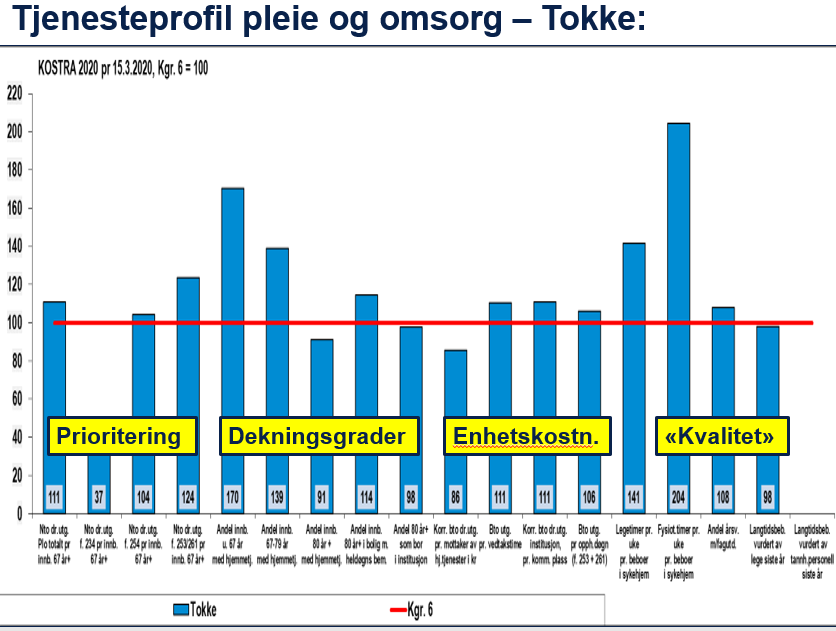 Tjenesteprofil pleie og omsorg – Tokke:
KOSTRA 2020 pr 15.3.2020, Kgr. 6 = 100
220
200
180
160
140
120
100
80
60
40
20
0
Prioritering
Dekningsgrader
Enhetskostn.
«Kvalitet»
111
37
104
124
170
139
91
114
98
86
111
111
106
141
204
108
98
Nto dr.utg.
Plo totalt pr
innb. 67 år+
Nto dr.utg.
f. 234 pr innb.
67 år+
Nto dr.utg.
f. 254 pr innb.
67 år+
Nto dr.utg.
f. 253/261 pr
innb. 67 år+
Andel innb.
u. 67 år
med hjemmetj.
Andel innb.
67-79 år
med hjemmetj.
Andel innb.
80 år +
med hjemmetj.
Andel innb.
80 år+ i bolig m.
heldøgns bem.
Andel 80 år+
som bor
i institusjon
Korr. bto dr.utg.
pr. mottaker av
hj.tjenester i kr
Bto utg.
pr. vedtakstime
Korr. bto dr.utg.
institusjon,
pr. komm. plass
Bto utg.
pr opph.døgn
(f. 253 + 261)
Legetimer pr.
uke
pr. beboer
i sykehjem
Fysiot.timer pr.
uke
pr. beboer
i sykehjem
Andel årsv.
m/fagutd.
Langtidsbeb.
vurdert av
lege siste år
Langtidsbeb.
vurdert av
tannh.personell
siste år
Tokke
Kgr. 6